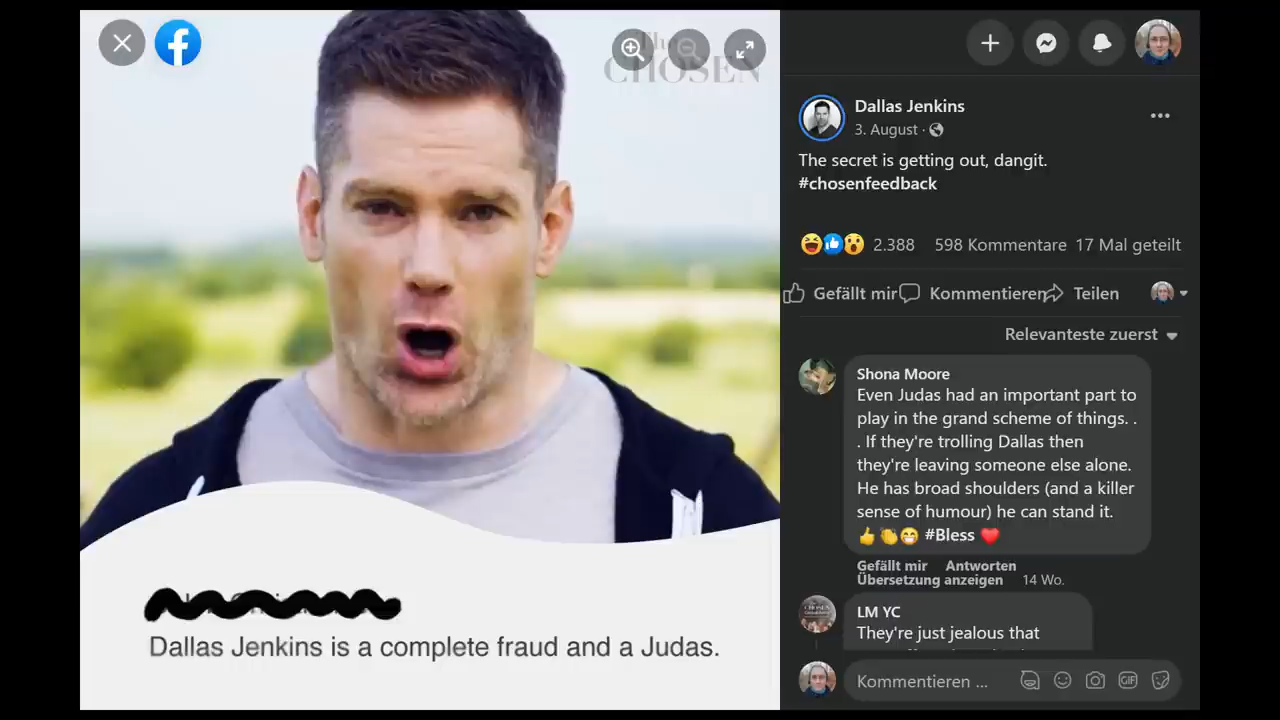 The
CHOSEN
Dallas Jenkins is a complete fraud and a Judas.
Dallas Jenkins
3. August ·
The secret is getting out, dangit.
#chosenfeedback
2.388 598 Kommentare 17 Mal geteilt
Gefällt mir Kommentieren Teilen
Relevanteste zuerst
Shona Moore
Even Judas had an important part to
play in the grand scheme of things. .
. If they're trolling Dallas then
they're leaving someone else alone.
He has broad shoulders (and a killer
sense of humour) he can stand it.
👍👏😁 #Bless ❤️
Gefällt mir Antworten
Übersetzung anzeigen 14 Wo.
LM YC
They're just jealous that
Kommentieren ...
GIF